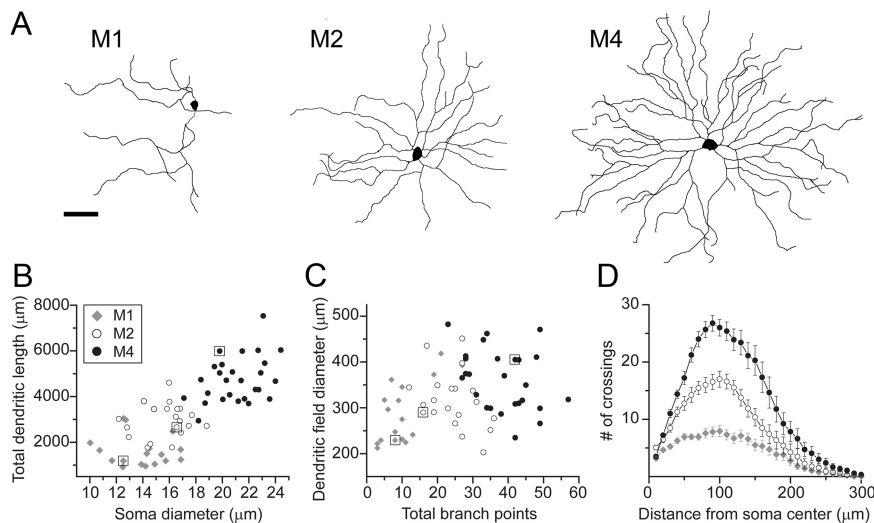 A
M1
M2
M4
B
Total dendritic length (μm)
8000
6000
4000
2000
M1
M2
M4
10 12 14 16 18 20 22 24
Soma diameter (μm)
C
Dendritic field diameter (μm)
500
400
300
200
0 10 20 30 40 50 60
Total branch points
D
# of crossings
30
20
10
0 100 200 300
Distance from soma center (μm)